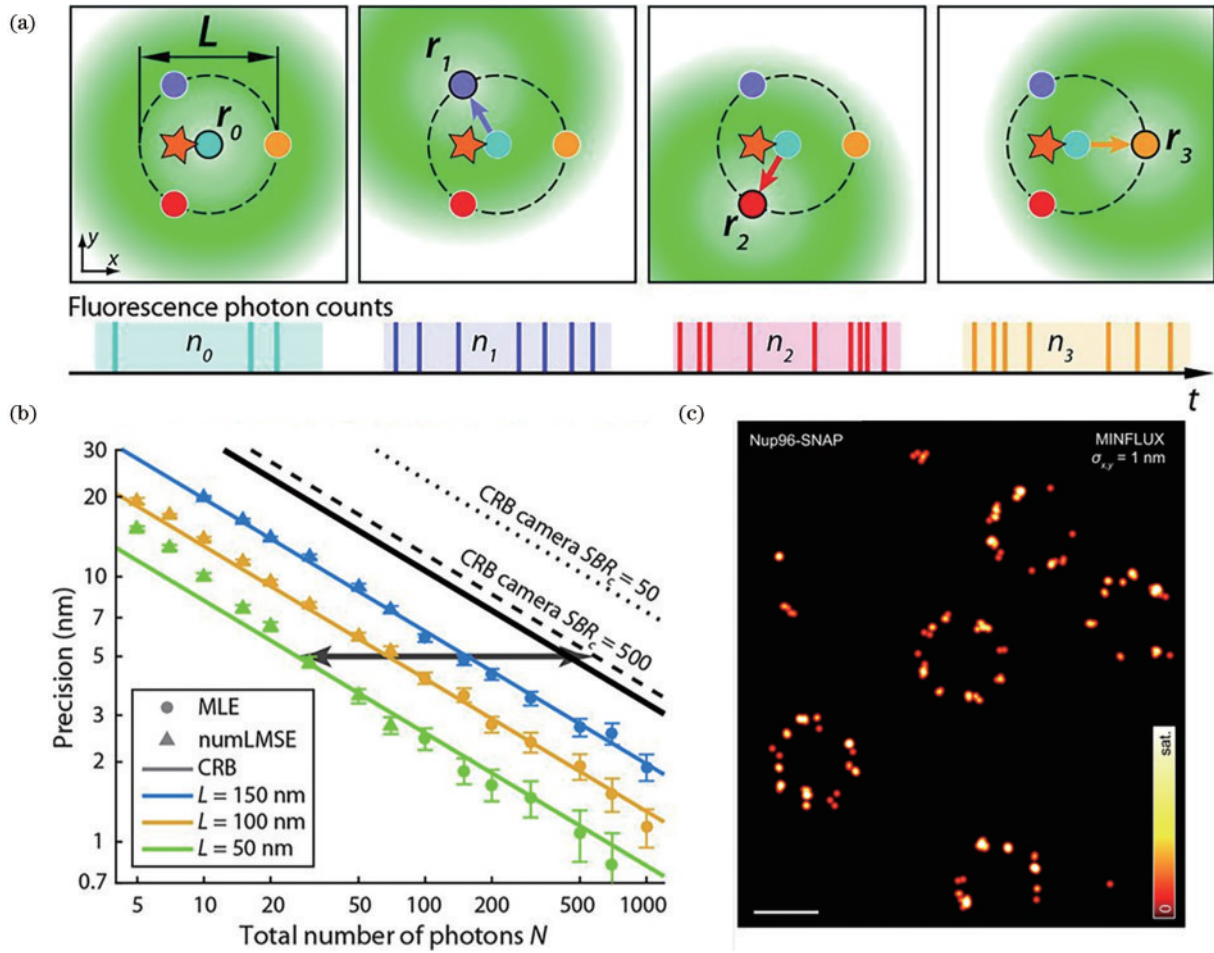 (a)
L
r0
r1
r2
r3
y
x
Fluorescence photon counts
n0
n1
n2
n3
t
(b)
30
20
10
7
5
3
2
1
0.7
Precision (nm)
CRB camera SBRc = 50
CRB camera SBRc = 500
MLE
numLMSE
CRB
L = 150 nm
L = 100 nm
L = 50 nm
5
10
20
50
100
200
500
1000
Total number of photons N
(c)
Nup96-SNAP
MINFLUX
σx,y = 1 nm
sat.
0